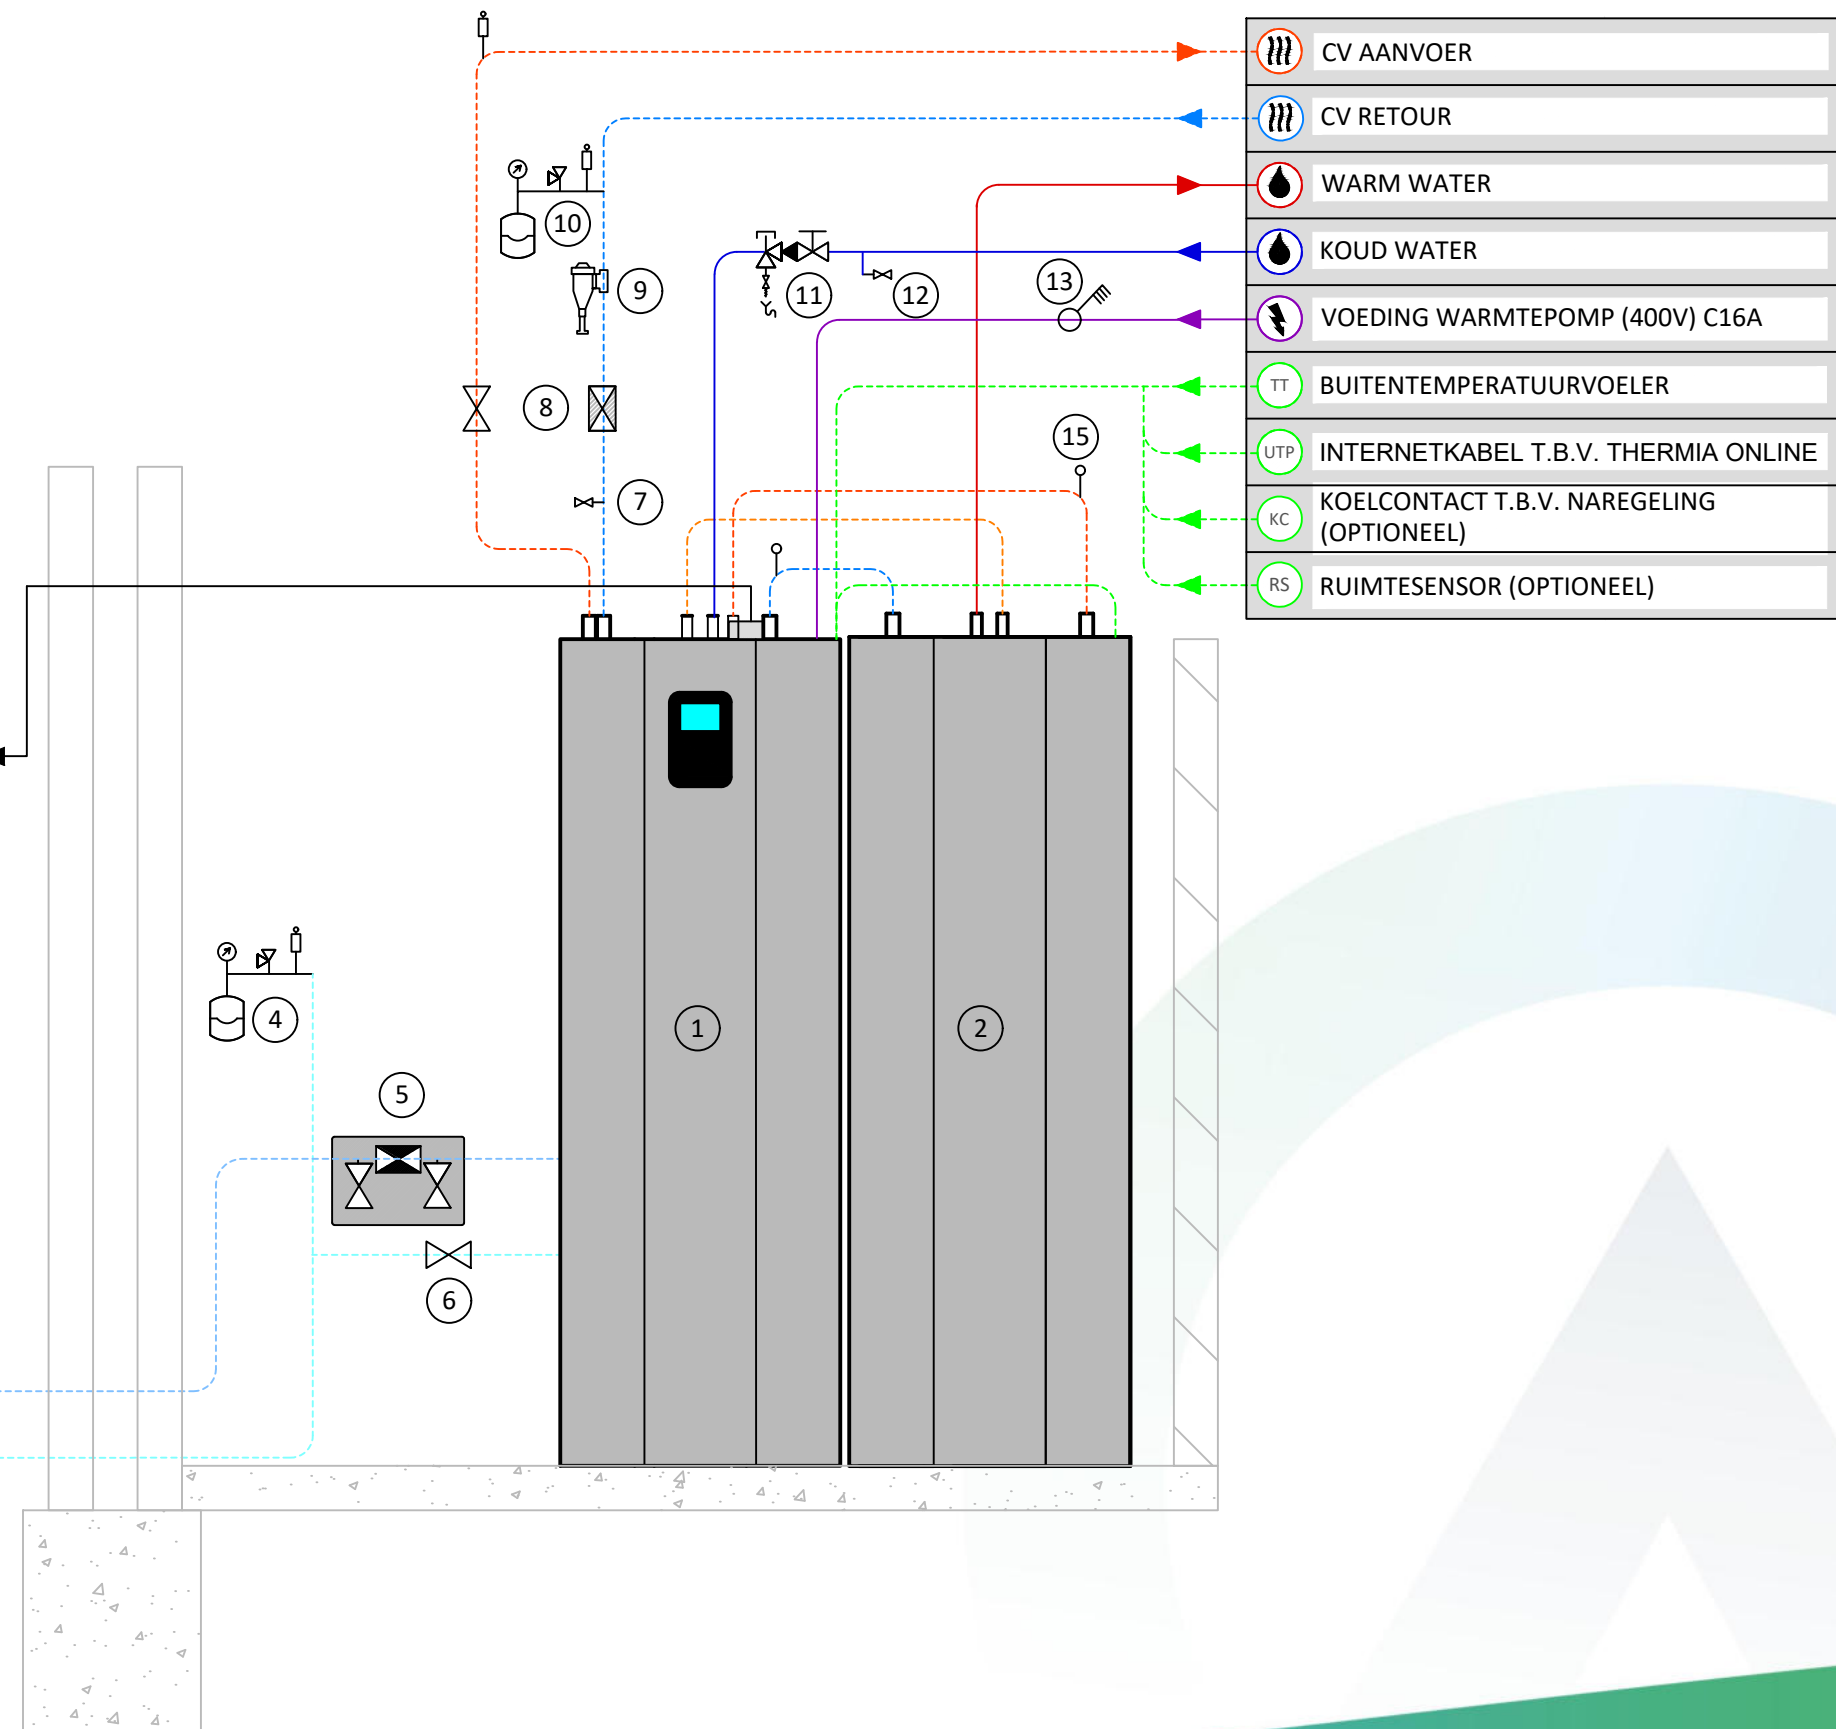 CV AANVOER
CV RETOUR
WARM WATER
KOUD WATER
VOEDING WARMTEPOMP (400V) C16A
TT BUITENTEMPERATUURVOELER
UTP INTERNETKABEL T.B.V. THERMIA ONLINE
KC KOELCONTACT T.B.V. NAREGELING
(OPTIONEEL)
RS RUIMTESENSOR (OPTIONEEL)
10
9
11
12
13
8
15
7
4
1
2
5
6